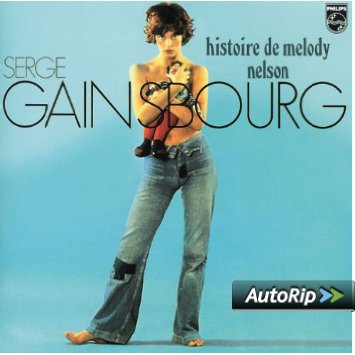 PHILIPS
histoire de melody
nelson
SERGE
GAINSBOURG
AutoRip